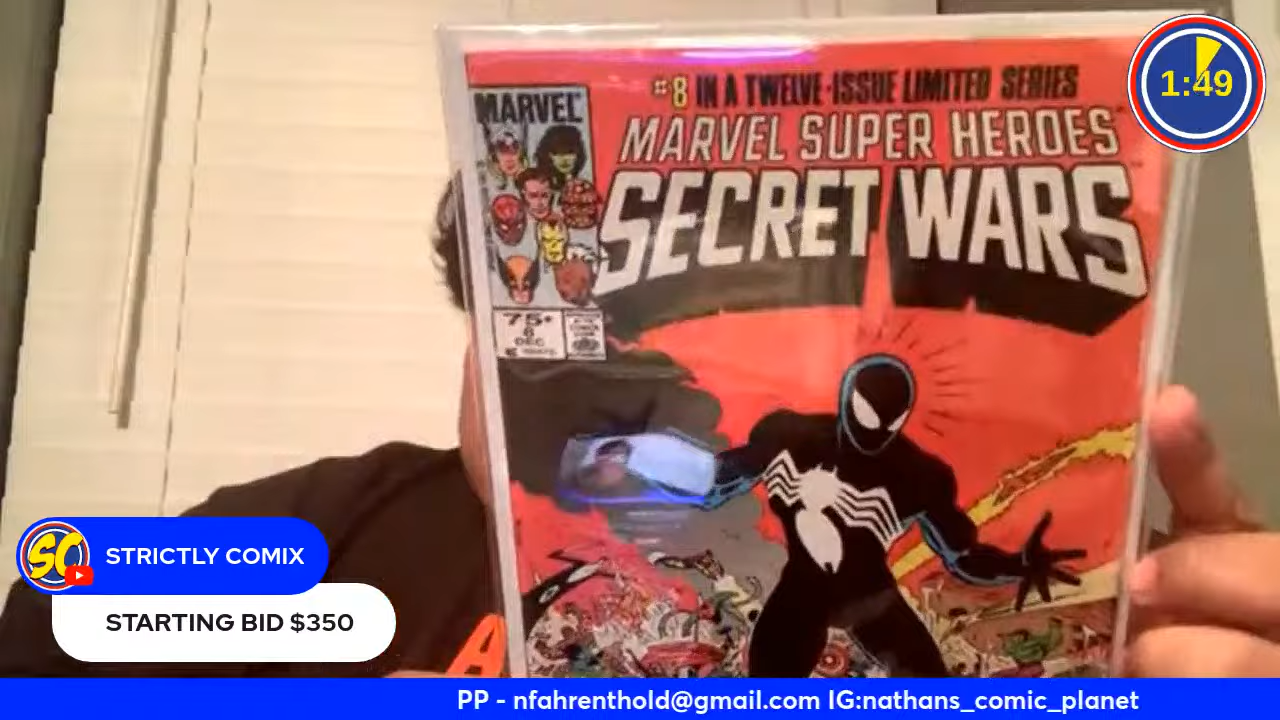 #8 IN A TWELVE-ISSUE LIMITED SERIES
MARVEL
MARVEL SUPER HEROES
SECRET WARS
75¢
8
DEC
1:49
SC
STRICTLY COMIX
STARTING BID $350
PP - nfahrenthold@gmail.com IG:nathans_comic_planet